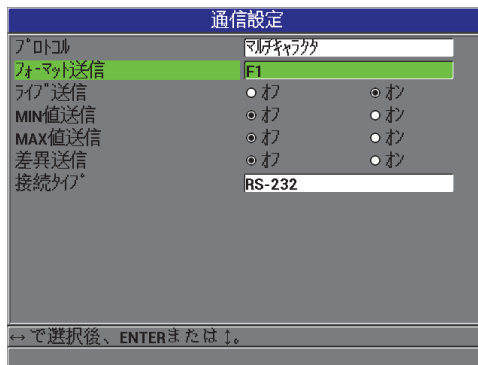 通信設定
プロトコル マルチキャラクタ
フォーマット送信 F1
ライブ送信 オフ オン
MIN値送信 オフ オン
MAX値送信 オフ オン
差異送信 オフ オン
接続タイプ RS-232
↔ で選択後、ENTERまたは ↕。